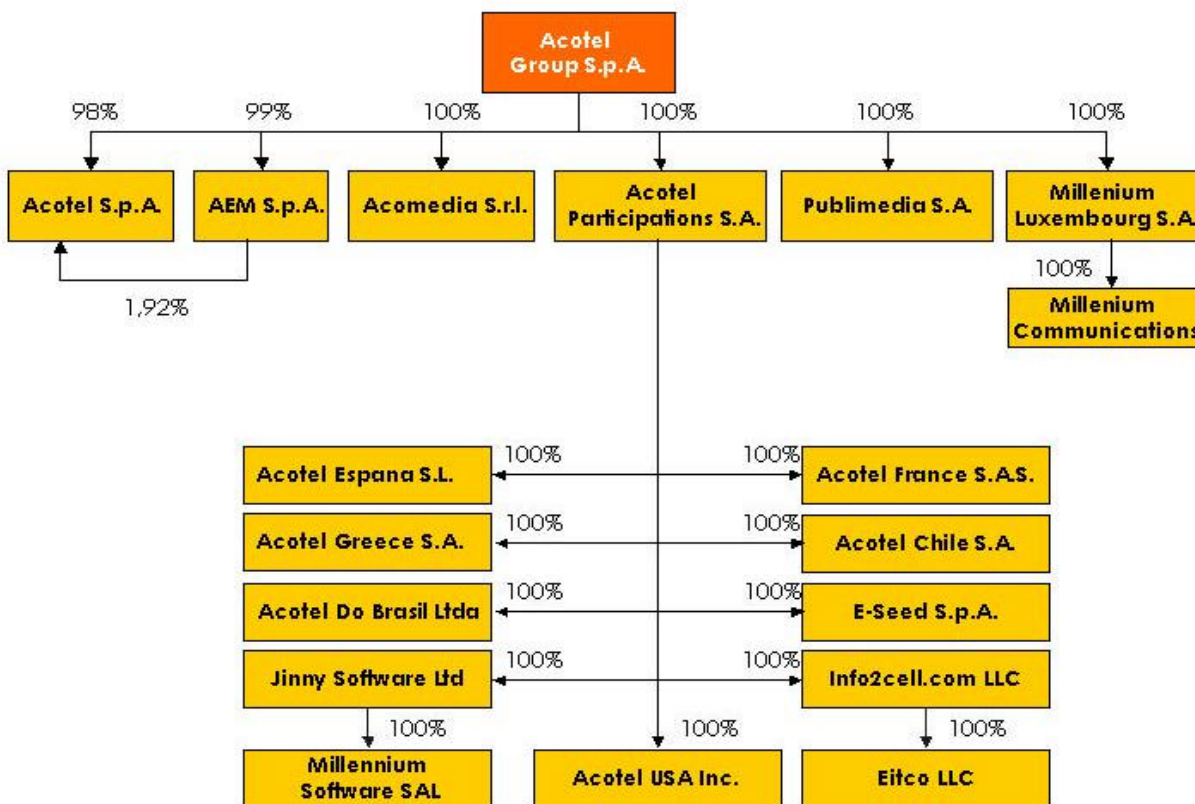 Acotel
Group S.p.A.
98%
99%
100%
100%
100%
100%
Acotel S.p.A.
AEM S.p.A.
Acomedia S.r.l.
Acotel
Participations S.A.
Publimedia S.A.
Millenium
Luxembourg S.A.
1,92%
100%
Millenium
Communications
100%
100%
Acotel Espana S.L.
Acotel France S.A.S.
100%
100%
Acotel Greece S.A.
Acotel Chile S.A.
100%
100%
Acotel Do Brasil Ltda
E-Seed S.p.A.
100%
100%
Jinny Software Ltd
Info2cell.com LLC
100%
100%
100%
Millennium
Software SAL
Acotel USA Inc.
Eitco LLC